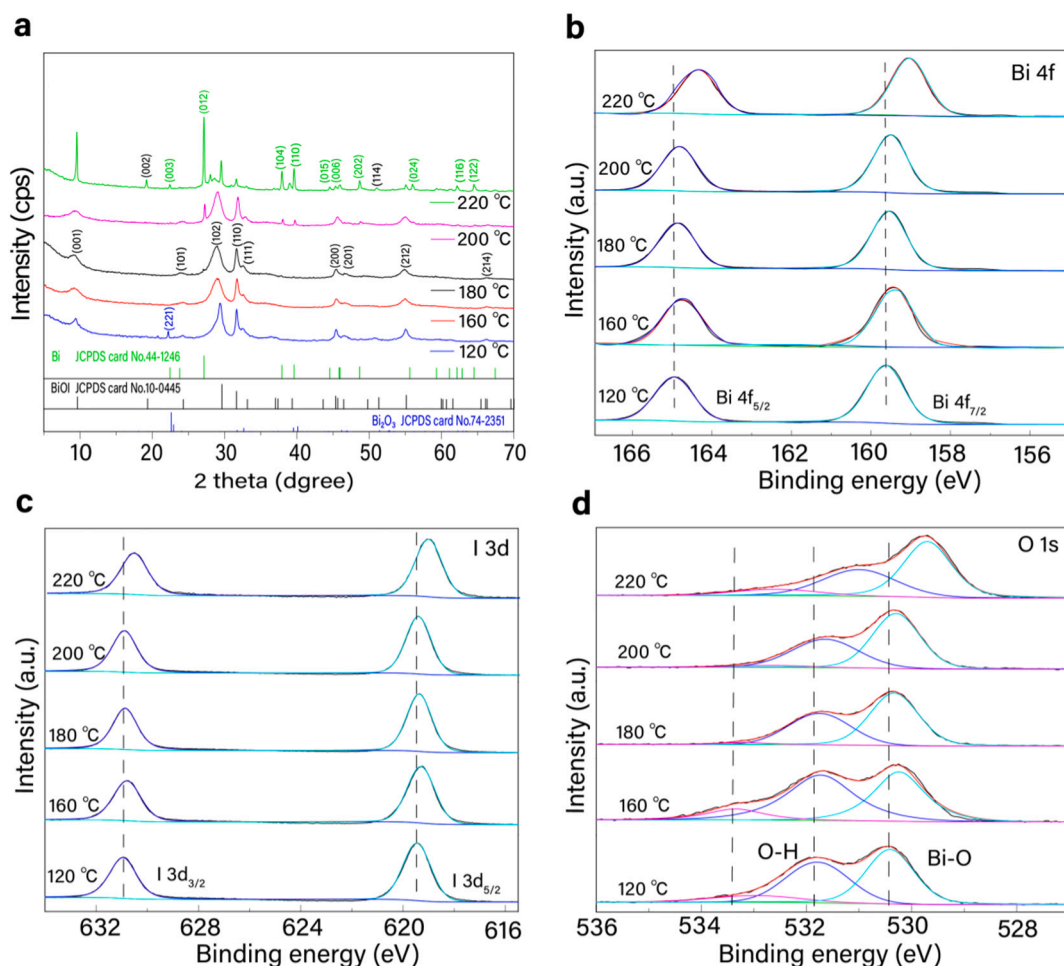 a
(012)
(002)
(003)
(104)
(110)
(015)
(006)
(202)
(114)
(024)
(116)
(122)
220 °C
200 °C
(001)
(101)
(102)
(110)
(111)
(200)
(201)
(212)
(214)
180 °C
160 °C
(221)
120 °C
Bi JCPDS card No.44-1246
BiOI JCPDS card No.10-0445
Bi₂O₃ JCPDS card No.74-2351
10 20 30 40 50 60 70
2 theta (dgree)
Intensity (cps)
b
Bi 4f
220 °C
200 °C
180 °C
160 °C
120 °C
Bi 4f5/2
Bi 4f7/2
166 164 162 160 158 156
Binding energy (eV)
Intensity (a.u.)
c
I 3d
220 °C
200 °C
180 °C
160 °C
120 °C
I 3d3/2
I 3d5/2
632 628 624 620 616
Binding energy (eV)
Intensity (a.u.)
d
O 1s
220 °C
200 °C
180 °C
160 °C
O-H
Bi-O
120 °C
536 534 532 530 528
Binding energy (eV)
Intensity (a.u.)